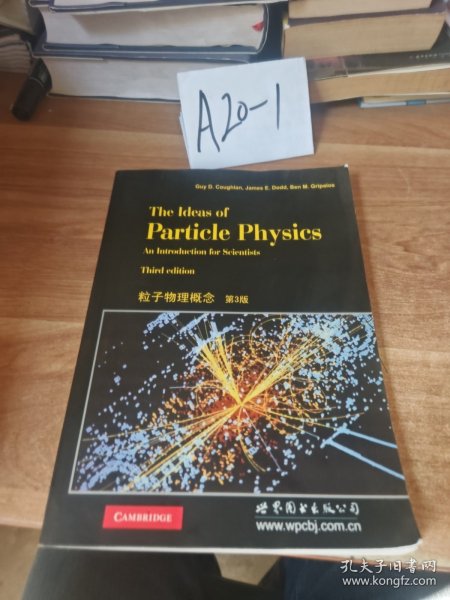 A20-1
Guy D. Coughlan, James E. Dodd, Ben M. Gripaios
The Ideas of
Particle Physics
An Introduction for Scientists
Third edition
粒子物理概念 第3版
CAMBRIDGE
世界图书出版公司
www.wpcbj.com.cn
孔夫子旧书网
www.kongfz.com